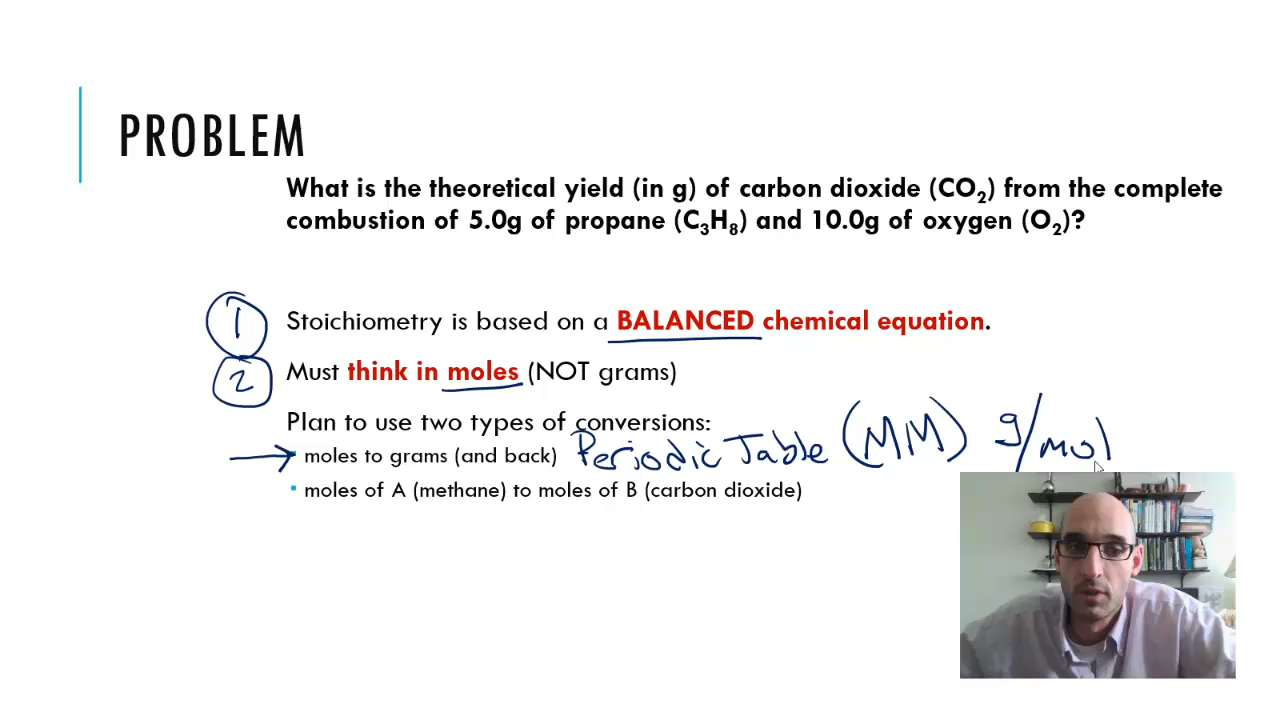 PROBLEM
What is the theoretical yield (in g) of carbon dioxide (CO₂) from the complete
combustion of 5.0g of propane (C₃H₈) and 10.0g of oxygen (O₂)?
1 Stoichiometry is based on a BALANCED chemical equation.
2 Must think in moles (NOT grams)
Plan to use two types of conversions:
moles to grams (and back) Periodic Table (MM) g/mol
moles of A (methane) to moles of B (carbon dioxide)